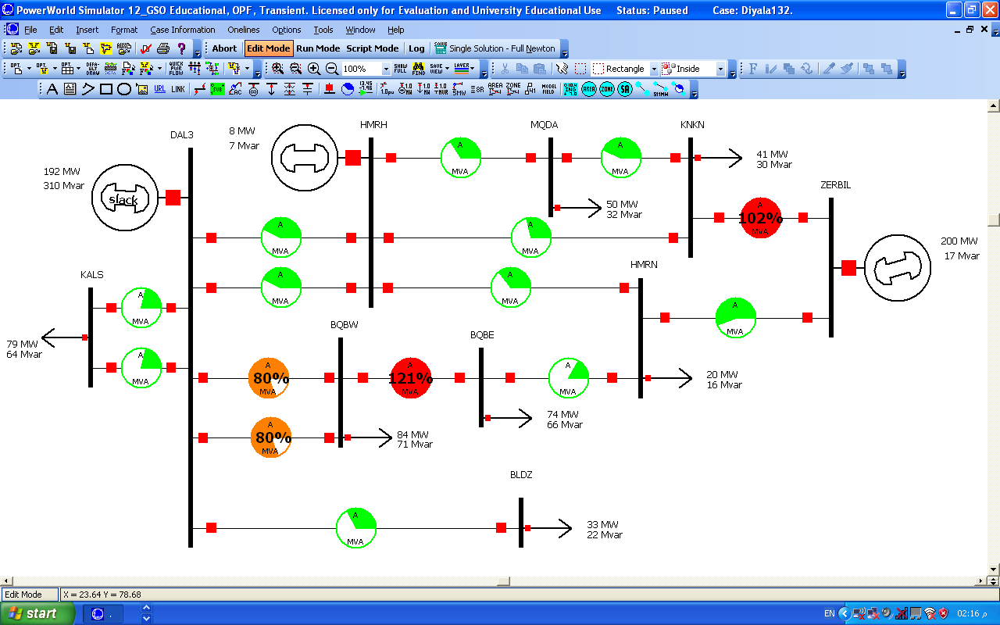 PowerWorld Simulator 12_GSO Educational, OPF, Transient. Licensed only for Evaluation and University Educational Use Status: Paused Case: Diyala132.
File Edit Insert Format Case Information Onelines Options Tools Window Help
Abort Edit Mode Run Mode Script Mode Log Single Solution - Full Newton
100% Rectangle Inside
URL LINK
8 MW
7 Mvar
HMRH
MQDA
KNKN
DAL3
41 MW
30 Mvar
192 MW
310 Mvar
slack
ZERBIL
50 MW
32 Mvar
A
MVA
A
MVA
A
102%
MVA
A
MVA
A
MVA
200 MW
17 Mvar
HMRN
KALS
A
MVA
A
MVA
A
MVA
A
MVA
BQBW
BQBE
79 MW
64 Mvar
A
MVA
A
80%
MVA
A
121%
MVA
A
MVA
20 MW
16 Mvar
74 MW
66 Mvar
A
80%
MVA
84 MW
71 Mvar
BLDZ
A
MVA
33 MW
22 Mvar
Edit Mode X = 23.64 Y = 78.68
start . EN 02:16 م